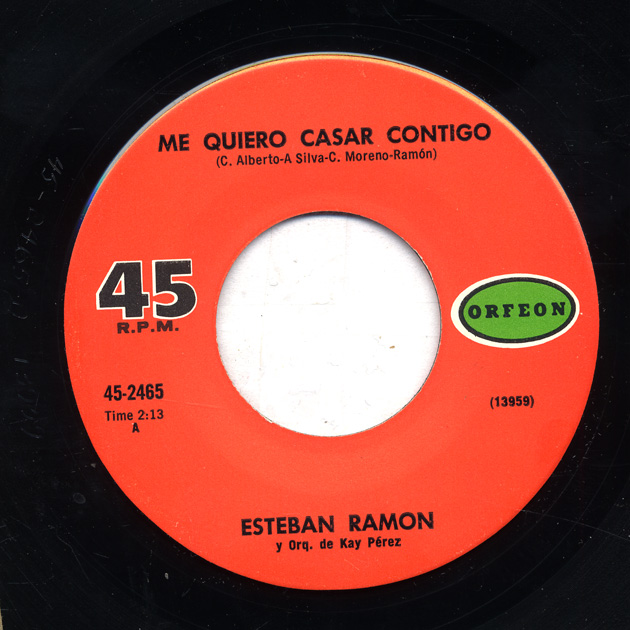 ME QUIERO CASAR CONTIGO
(C. Alberto-A Silva-C. Moreno-Ramón)
45
R.P.M.
ORFEON
45-2465
Time 2:13
A
(13959)
ESTEBAN RAMON
y Orq. de Kay Pérez